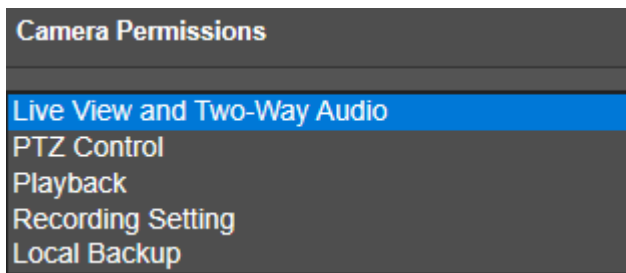 Camera Permissions
Live View and Two-Way Audio
PTZ Control
Playback
Recording Setting
Local Backup